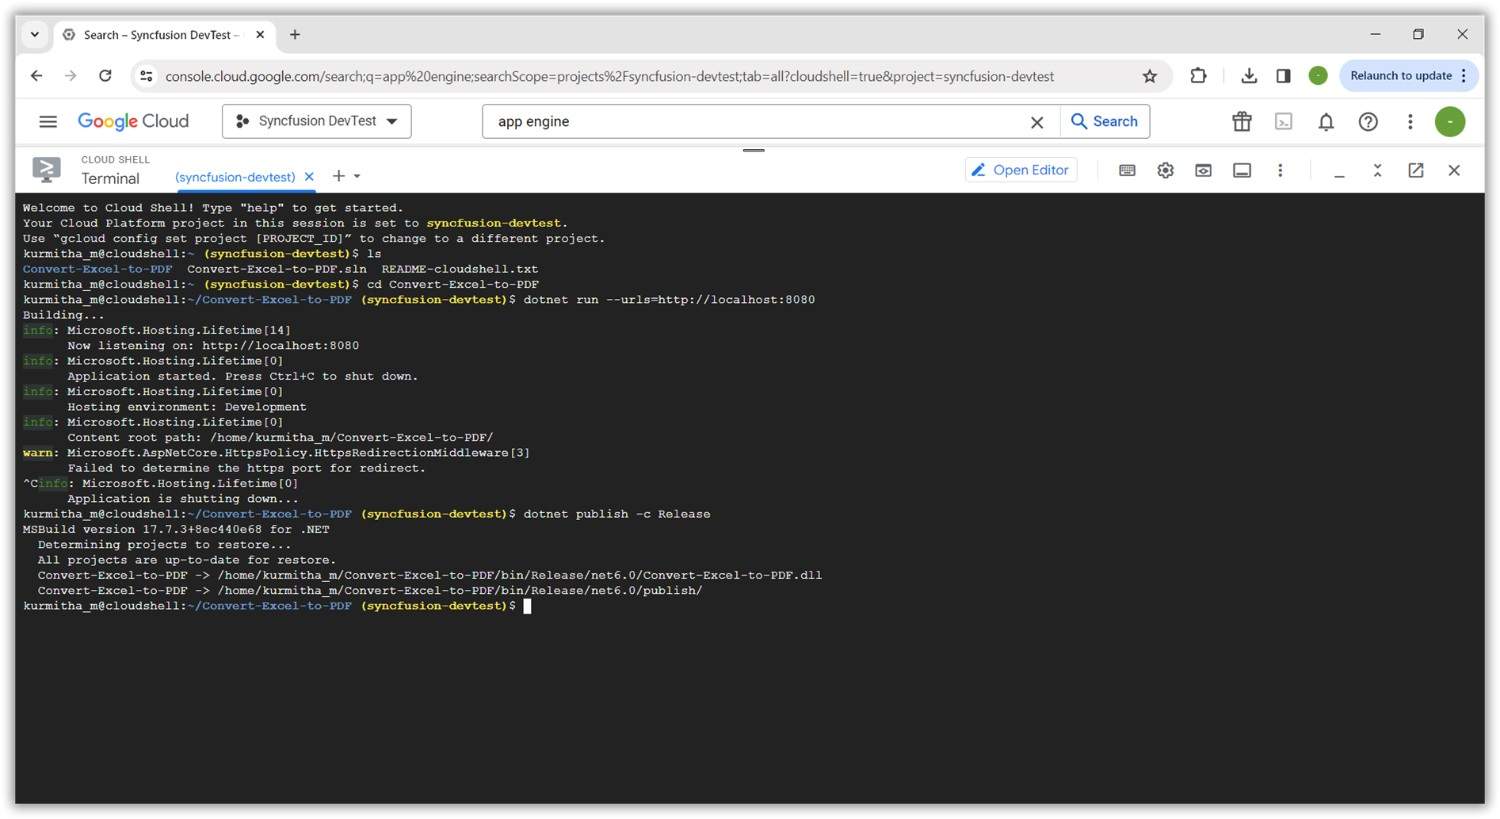 Search – Syncfusion DevTest –
console.cloud.google.com/search;q=app%20engine;searchScope=projects%2Fsyncfusion-devtest;tab=all?cloudshell=true&project=syncfusion-devtest
Relaunch to update
Google Cloud
Syncfusion DevTest
app engine
Search
CLOUD SHELL
Terminal
(syncfusion-devtest)
Open Editor
Welcome to Cloud Shell! Type "help" to get started.
Your Cloud Platform project in this session is set to syncfusion-devtest.
Use “gcloud config set project [PROJECT_ID]” to change to a different project.
kurmitha_m@cloudshell:~ (syncfusion-devtest)$ ls
Convert-Excel-to-PDF  Convert-Excel-to-PDF.sln  README-cloudshell.txt
kurmitha_m@cloudshell:~ (syncfusion-devtest)$ cd Convert-Excel-to-PDF
kurmitha_m@cloudshell:~/Convert-Excel-to-PDF (syncfusion-devtest)$ dotnet run --urls=http://localhost:8080
Building...
info: Microsoft.Hosting.Lifetime[14]
Now listening on: http://localhost:8080
info: Microsoft.Hosting.Lifetime[0]
Application started. Press Ctrl+C to shut down.
info: Microsoft.Hosting.Lifetime[0]
Hosting environment: Development
info: Microsoft.Hosting.Lifetime[0]
Content root path: /home/kurmitha_m/Convert-Excel-to-PDF/
warn: Microsoft.AspNetCore.HttpsPolicy.HttpsRedirectionMiddleware[3]
Failed to determine the https port for redirect.
^Cinfo: Microsoft.Hosting.Lifetime[0]
Application is shutting down...
kurmitha_m@cloudshell:~/Convert-Excel-to-PDF (syncfusion-devtest)$ dotnet publish -c Release
MSBuild version 17.7.3+8ec440e68 for .NET
Determining projects to restore...
All projects are up-to-date for restore.
Convert-Excel-to-PDF -> /home/kurmitha_m/Convert-Excel-to-PDF/bin/Release/net6.0/Convert-Excel-to-PDF.dll
Convert-Excel-to-PDF -> /home/kurmitha_m/Convert-Excel-to-PDF/bin/Release/net6.0/publish/
kurmitha_m@cloudshell:~/Convert-Excel-to-PDF (syncfusion-devtest)$